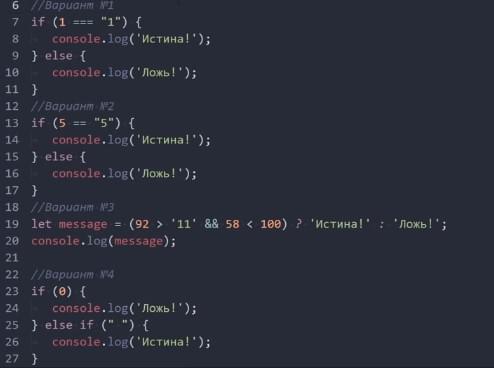 6 //Вариант №1
7 if (1 === "1") {
8 console.log('Истина!');
9 } else {
10 console.log('Ложь!');
11 }
12 //Вариант №2
13 if (5 == "5") {
14 console.log('Истина!');
15 } else {
16 console.log('Ложь!');
17 }
18 //Вариант №3
19 let message = (92 > '11' && 58 < 100) ? 'Истина!' : 'Ложь!';
20 console.log(message);
21
22 //Вариант №4
23 if (0) {
24 console.log('Ложь!');
25 } else if (" ") {
26 console.log('Истина!');
27 }